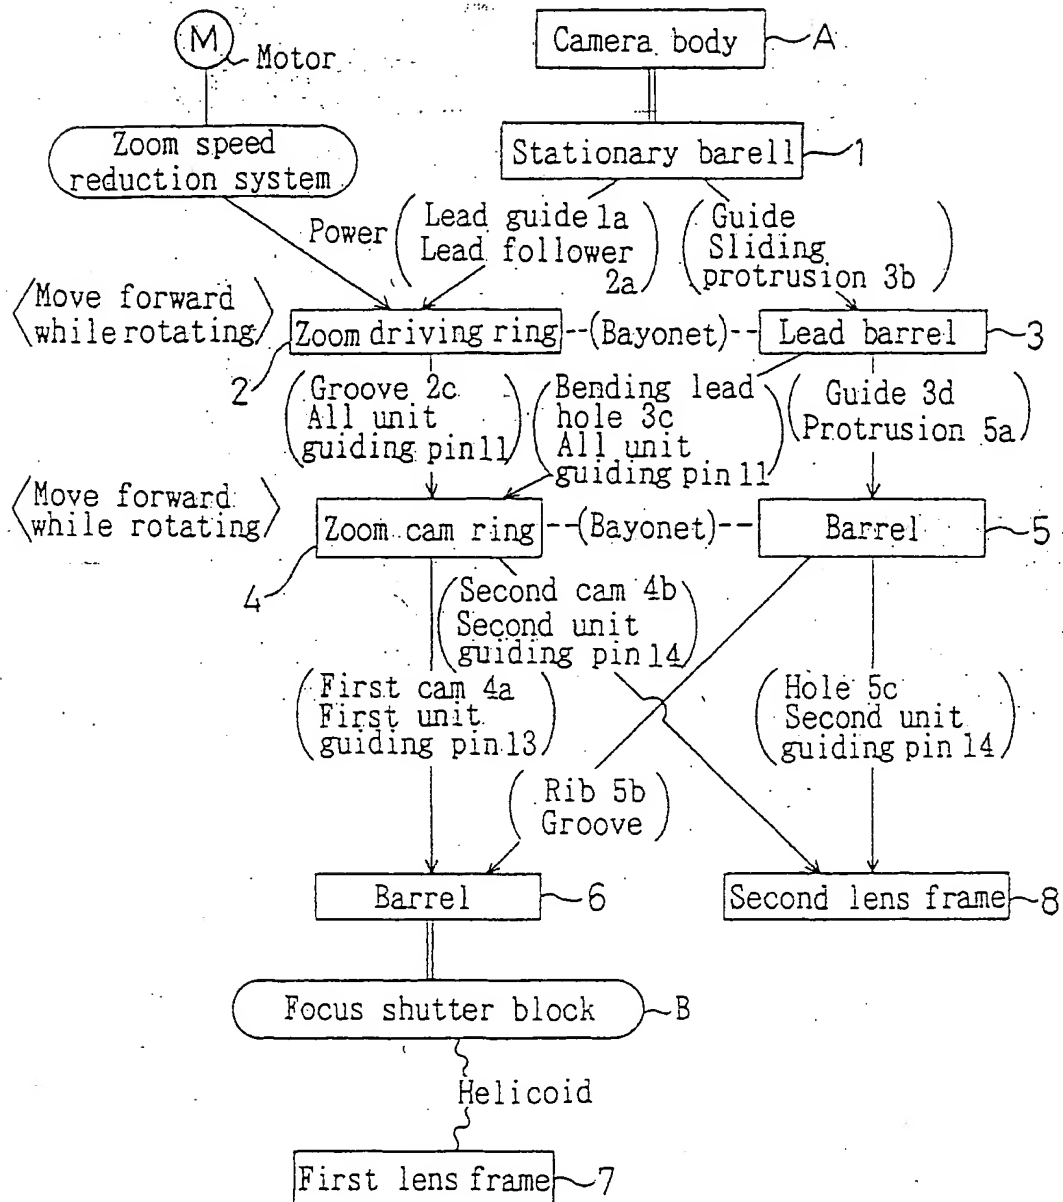 M
Motor
Camera body
A
Zoom speed
reduction system
Stationary barell
1
Power
Lead guide 1a
Lead follower
2a
Guide
Sliding
protrusion 3b
Move forward
while rotating
Zoom driving ring
(Bayonet)
Lead barrel
3
2
Groove 2c
All unit
guiding pin 11
Bending lead
hole 3c
All unit
guiding pin 11
Guide 3d
Protrusion 5a
Move forward
while rotating
Zoom cam ring
(Bayonet)
Barrel
5
4
Second cam 4b
Second unit
guiding pin 14
First cam 4a
First unit
guiding pin 13
Hole 5c
Second unit
guiding pin 14
Rib 5b
Groove
Barrel
6
Second lens frame
8
Focus shutter block
B
Helicoid
First lens frame
7